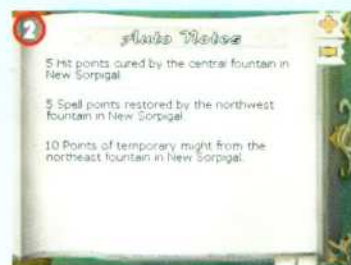 2
Auto Notes
5 Hit points cured by the central fountain in
New Sorpigal.
5 Spell points restored by the northwest
fountain in New Sorpigal.
10 Points of temporary might from the
northeast fountain in New Sorpigal.